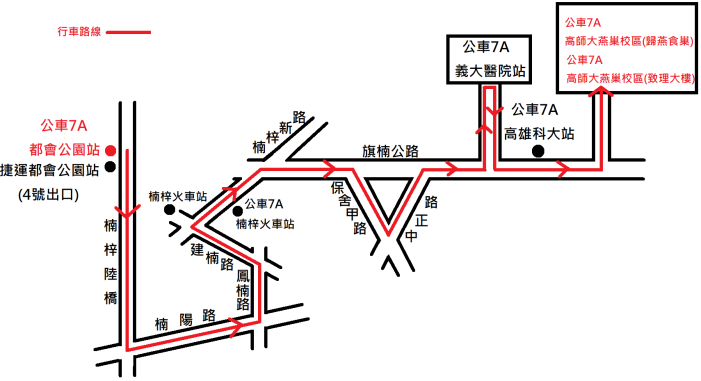 行車路線
公車7A
高師大燕巢校區(歸燕食巢)
公車7A
高師大燕巢校區(致理大樓)
公車7A
義大醫院站
公車7A
高雄科大站
楠梓新路
旗楠公路
公車7A
都會公園站
捷運都會公園站
(4號出口)
楠梓火車站
公車7A
楠梓火車站
保舍甲路
中正路
楠梓陸橋
建楠路
鳳楠路
楠陽路